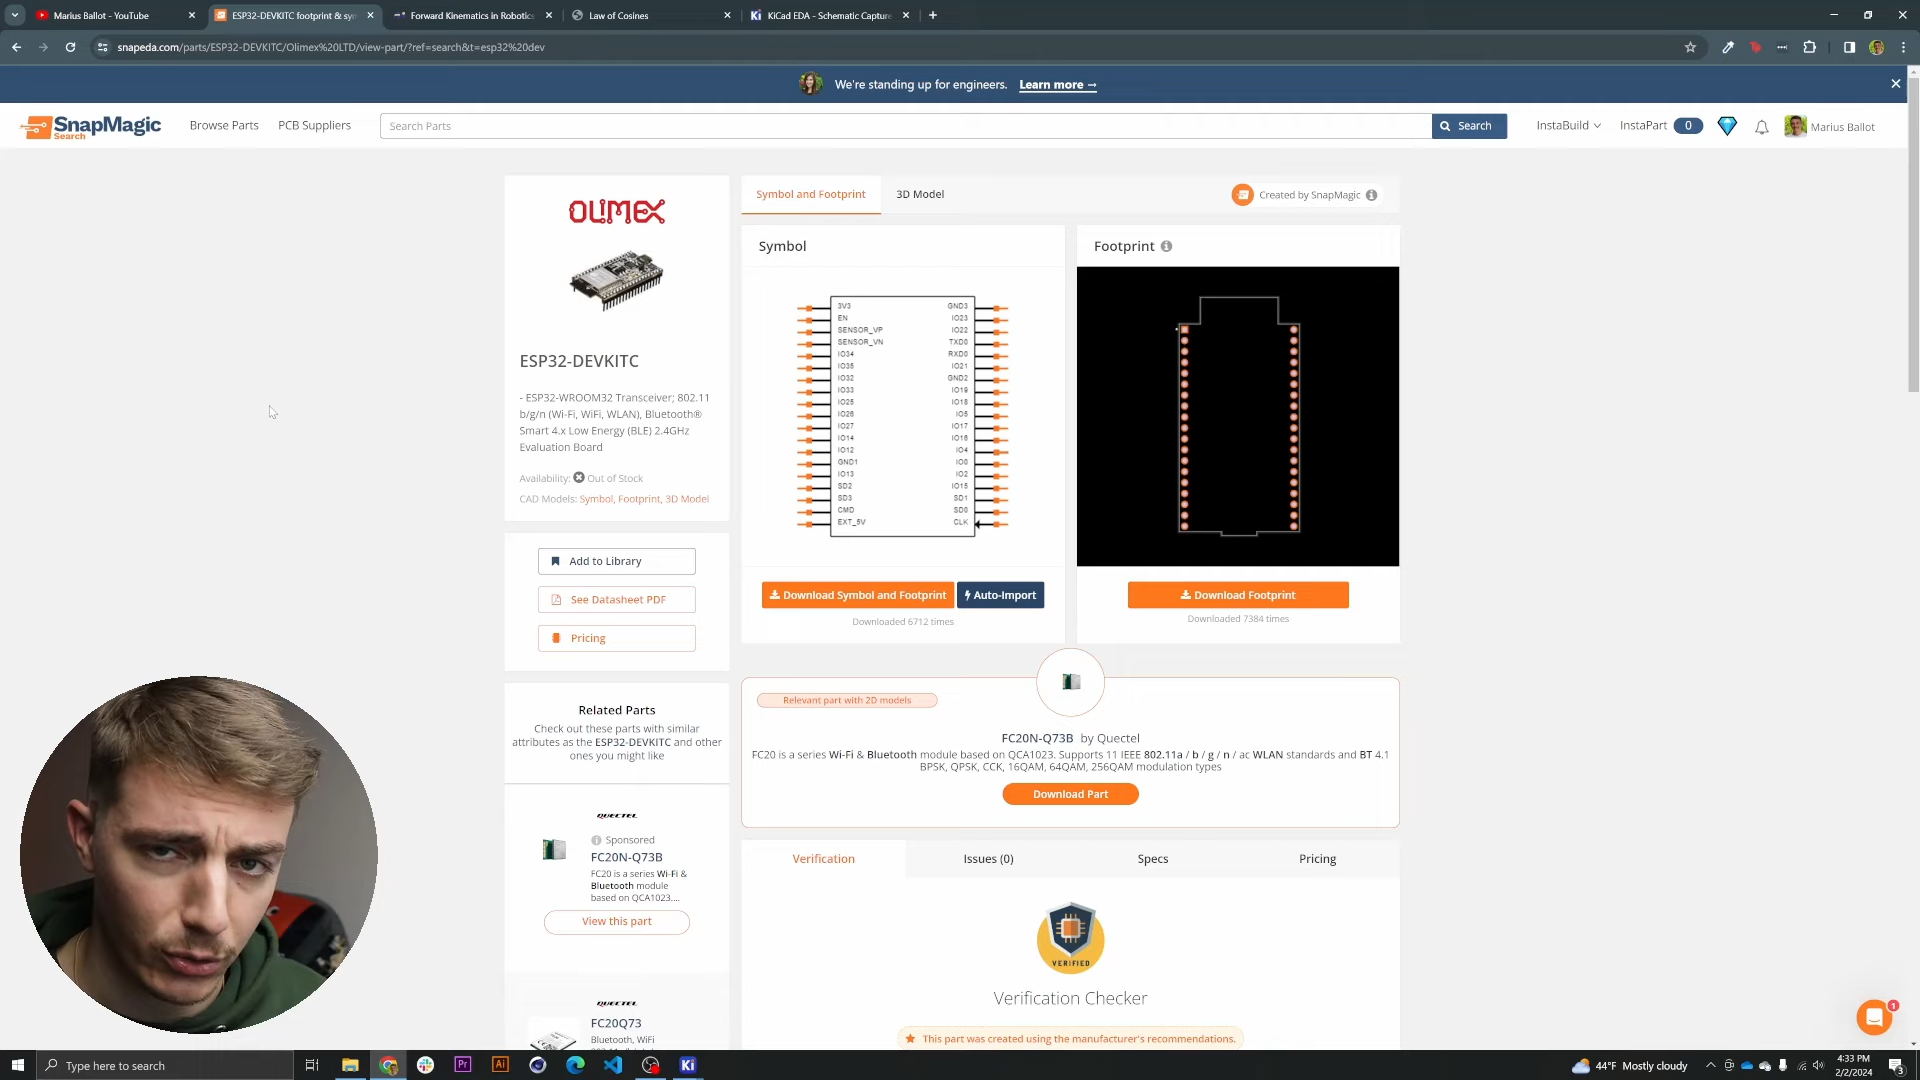 Marius Ballot - YouTube
ESP32-DEVKITC footprint & sy
Forward Kinematics in Robotics
Law of Cosines
KiCad EDA - Schematic Capture
snapeda.com/parts/ESP32-DEVKITC/Olimex%20LTD/view-part/?ref=search&t=esp32%20dev
We're standing up for engineers. Learn more →
SnapMagic
Search
Browse Parts
PCB Suppliers
Search Parts
Search
InstaBuild
InstaPart 0
Marius Ballot
OLIMEX
ESP32-DEVKITC
- ESP32-WROOM32 Transceiver; 802.11
b/g/n (Wi-Fi, WiFi, WLAN), Bluetooth®
Smart 4.x Low Energy (BLE) 2.4GHz
Evaluation Board
Availability: Out of Stock
CAD Models: Symbol, Footprint, 3D Model
Add to Library
See Datasheet PDF
Pricing
Related Parts
Check out these parts with similar
attributes as the ESP32-DEVKITC and other
ones you might like
QUECTEL
Sponsored
FC20N-Q73B
FC20 is a series Wi-Fi &
Bluetooth module
based on QCA1023....
View this part
QUECTEL
FC20Q73
Bluetooth, WiFi
Symbol and Footprint
3D Model
Created by SnapMagic
Symbol
3V3 GND3
EN IO23
SENSOR_VP IO22
SENSOR_VN TXD0
IO34 RXD0
IO35 IO21
IO32 GND2
IO33 IO19
IO25 IO18
IO26 IO5
IO27 IO17
IO14 IO16
IO12 IO4
GND1 IO0
IO13 IO2
SD2 IO15
SD3 SD1
CMD SD0
EXT_5V CLK
Download Symbol and Footprint
Auto-Import
Downloaded 6712 times
Footprint
Download Footprint
Downloaded 7384 times
Relevant part with 2D models
FC20N-Q73B by Quectel
FC20 is a series Wi-Fi & Bluetooth module based on QCA1023. Supports 11 IEEE 802.11a / b / g / n / ac WLAN standards and BT 4.1
BPSK, QPSK, CCK, 16QAM, 64QAM, 256QAM modulation types
Download Part
Verification
Issues (0)
Specs
Pricing
VERIFIED
Verification Checker
This part was created using the manufacturer's recommendations.
1
Type here to search
Pr
Ai
Ki
44°F Mostly cloudy
4:33 PM
2/2/2024
3